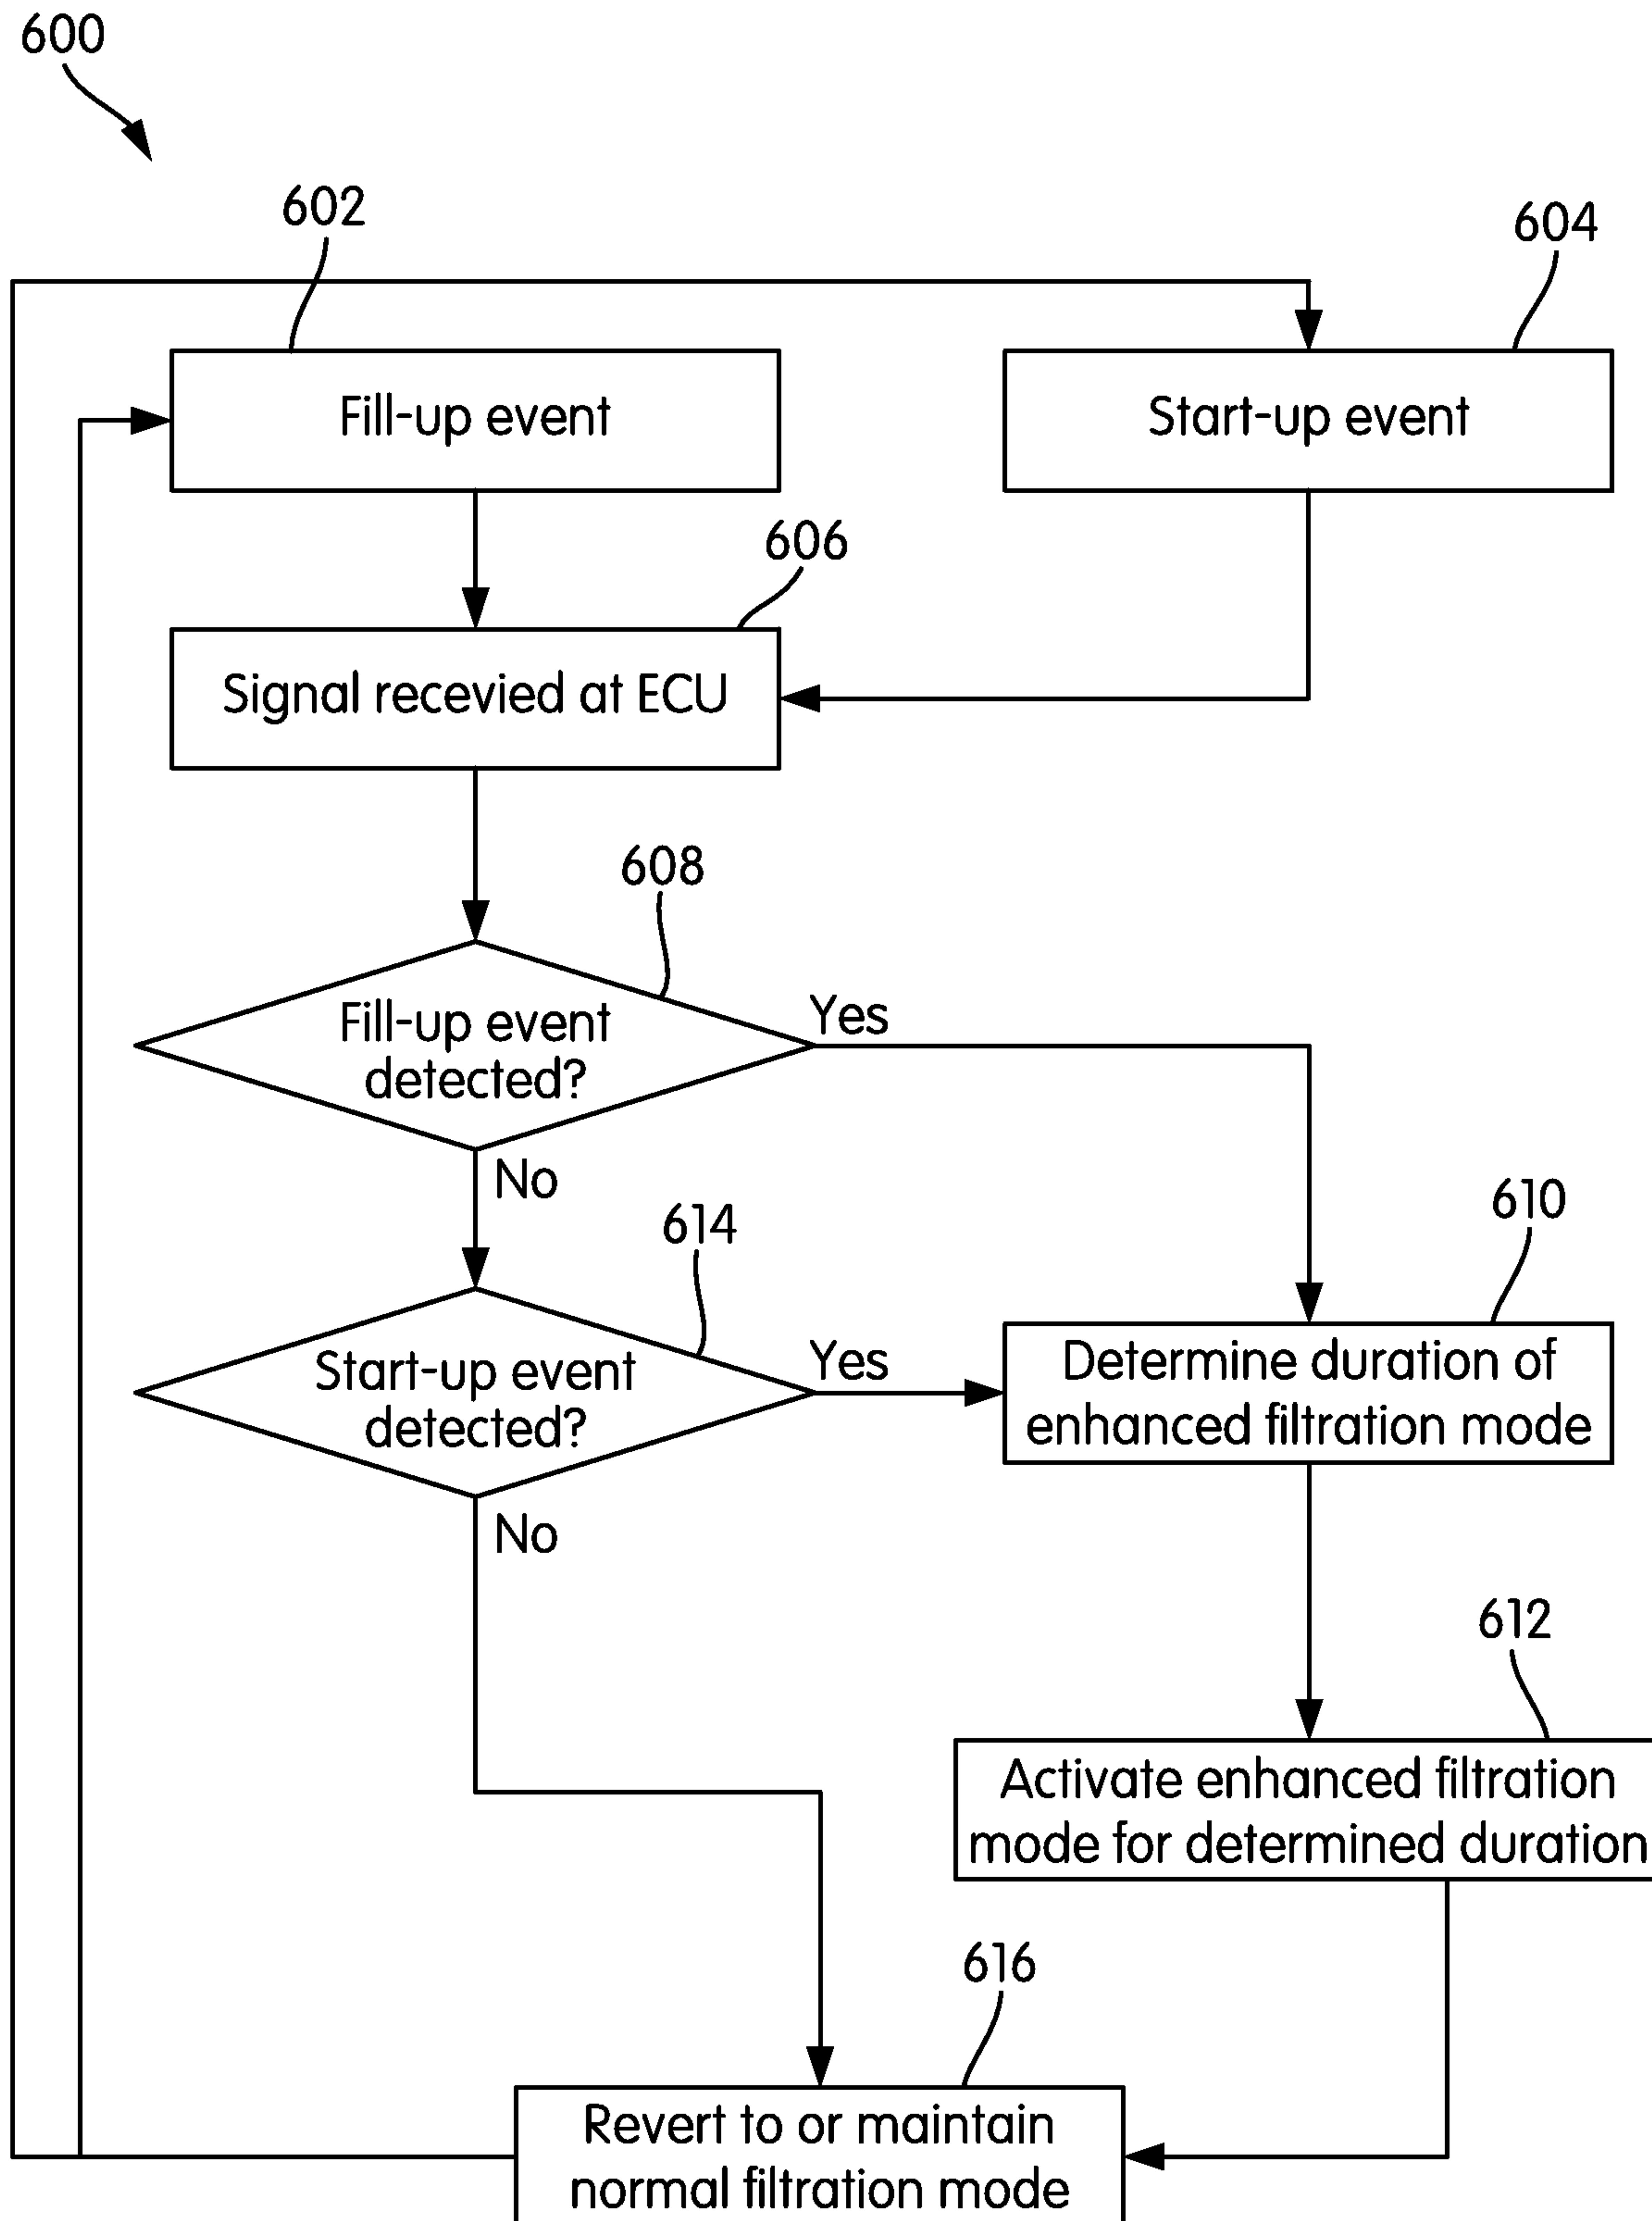 600
602
604
Fill-up event
Start-up event
606
Signal recevied at ECU
608
Fill-up event
detected?
Yes
No
610
614
Start-up event
detected?
Yes
Determine duration of
enhanced filtration mode
No
612
Activate enhanced filtration
mode for determined duration
616
Revert to or maintain
normal filtration mode